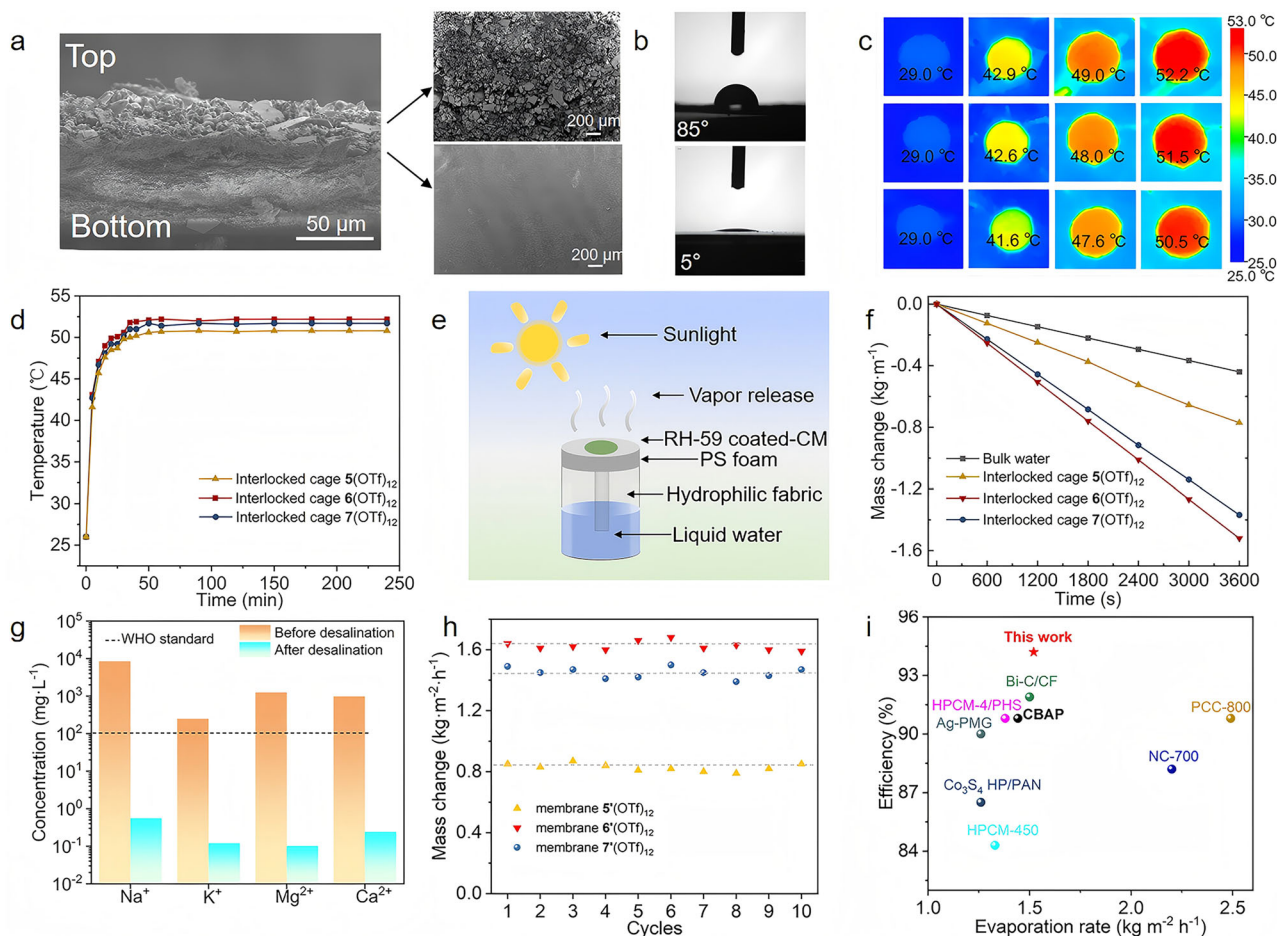 a
Top
Bottom
50 µm
200 µm
200 µm
b
85°
5°
c
29.0 °C
42.9 °C
49.0 °C
52.2 °C
29.0 °C
42.6 °C
48.0 °C
51.5 °C
29.0 °C
41.6 °C
47.6 °C
50.5 °C
53.0 °C
50.0
45.0
40.0
35.0
30.0
25.0
25.0 °C
d
Temperature (℃)
55
50
45
40
35
30
25
Interlocked cage 5(OTf)12
Interlocked cage 6(OTf)12
Interlocked cage 7(OTf)12
0 50 100 150 200 250
Time (min)
e
Sunlight
Vapor release
RH-59 coated-CM
PS foam
Hydrophilic fabric
Liquid water
f
Mass change (kg·m-1)
0.0
-0.4
-0.8
-1.2
-1.6
Bulk water
Interlocked cage 5(OTf)12
Interlocked cage 6(OTf)12
Interlocked cage 7(OTf)12
0 600 1200 1800 2400 3000 3600
Time (s)
g
Concentration (mg·L-1)
10^5
10^4
10^3
10^2
10^1
10^0
10^-1
10^-2
WHO standard
Before desalination
After desalination
Na+ K+ Mg2+ Ca2+
h
Mass change (kg·m-2·h-1)
2.0
1.6
1.2
0.8
0.4
0.0
membrane 5'(OTf)12
membrane 6'(OTf)12
membrane 7'(OTf)12
1 2 3 4 5 6 7 8 9 10
Cycles
i
Efficiency (%)
96
93
90
87
84
This work
Bi-C/CF
HPCM-4/PHS
CBAP
PCC-800
Ag-PMG
NC-700
Co3S4 HP/PAN
HPCM-450
1.0 1.5 2.0 2.5
Evaporation rate (kg m-2 h-1)